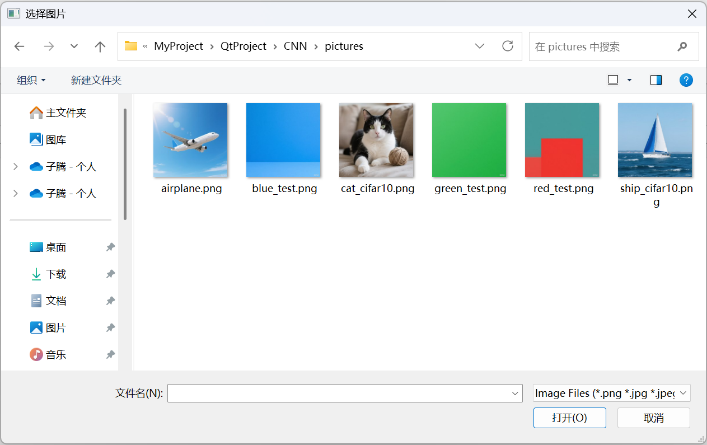 选择图片
« MyProject > QtProject > CNN > pictures
在 pictures 中搜索
组织
新建文件夹
主文件夹
图库
子腾 - 个人
子腾 - 个人
桌面
下载
文档
图片
音乐
airplane.png
blue_test.png
cat_cifar10.png
green_test.png
red_test.png
ship_cifar10.pn
g
文件名(N):
Image Files (*.png *.jpg *.jpeg
打开(O)
取消